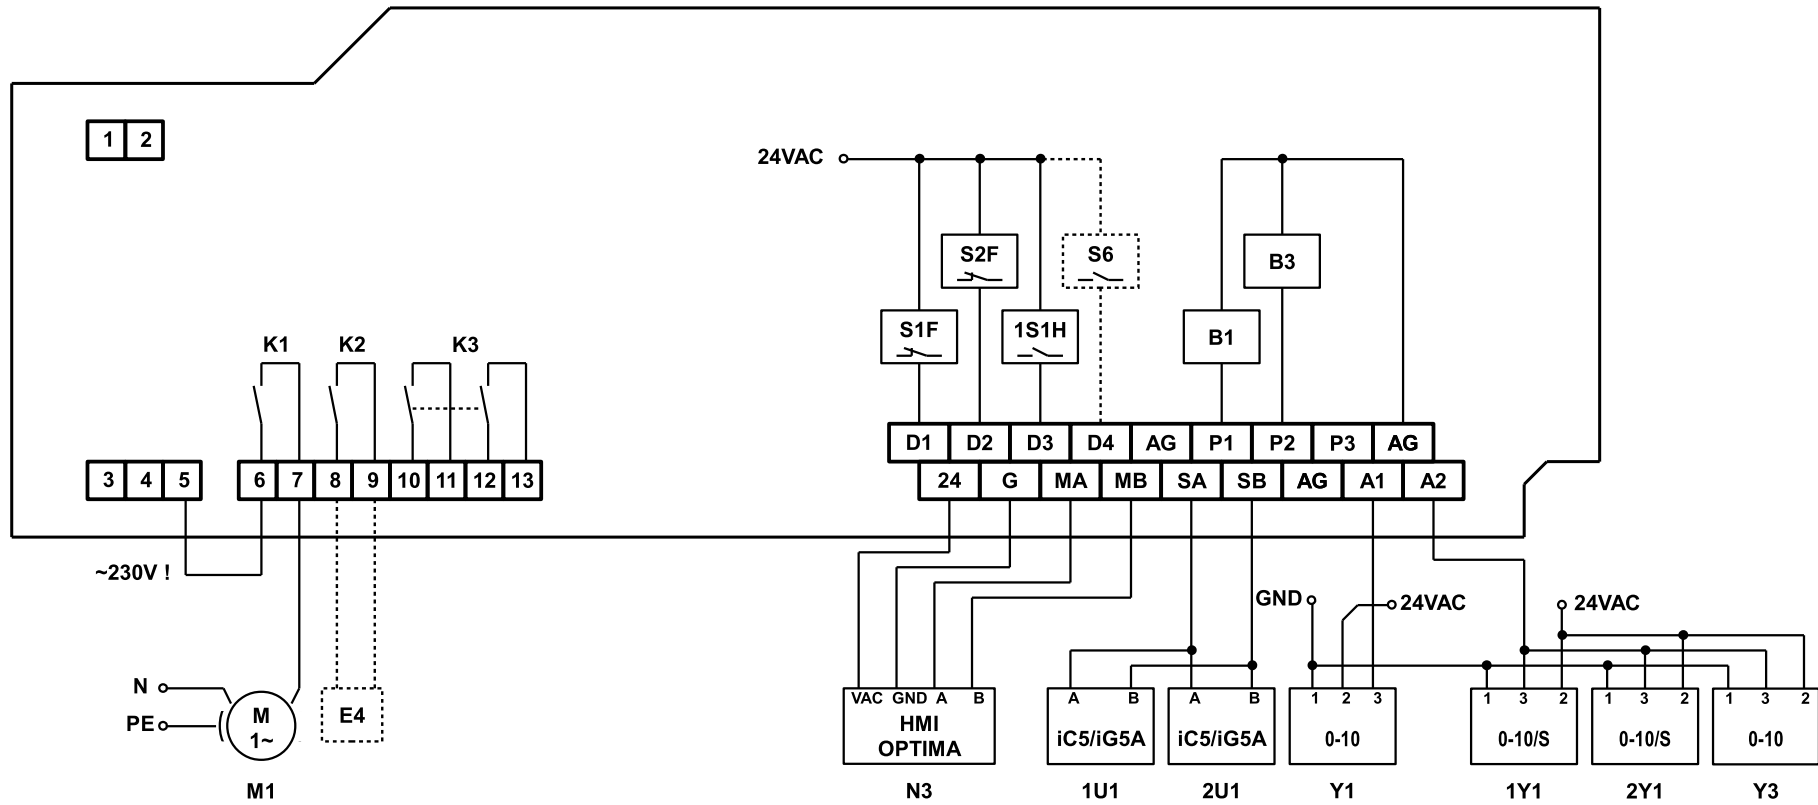 1 2
24VAC
S2F S6 B3
S1F 1S1H B1
K1 K2 K3
D1 D2 D3 D4 AG P1 P2 P3 AG
3 4 5 6 7 8 9 10 11 12 13
24 G MA MB SA SB AG A1 A2
~230V !
GND 24VAC 24VAC
N
PE
M
1~
E4
VAC GND A B
HMI
OPTIMA
A B
iC5/iG5A
A B
iC5/iG5A
1 2 3
0-10
1 3 2
0-10/S
1 3 2
0-10/S
1 3 2
0-10
M1 N3 1U1 2U1 Y1 1Y1 2Y1 Y3